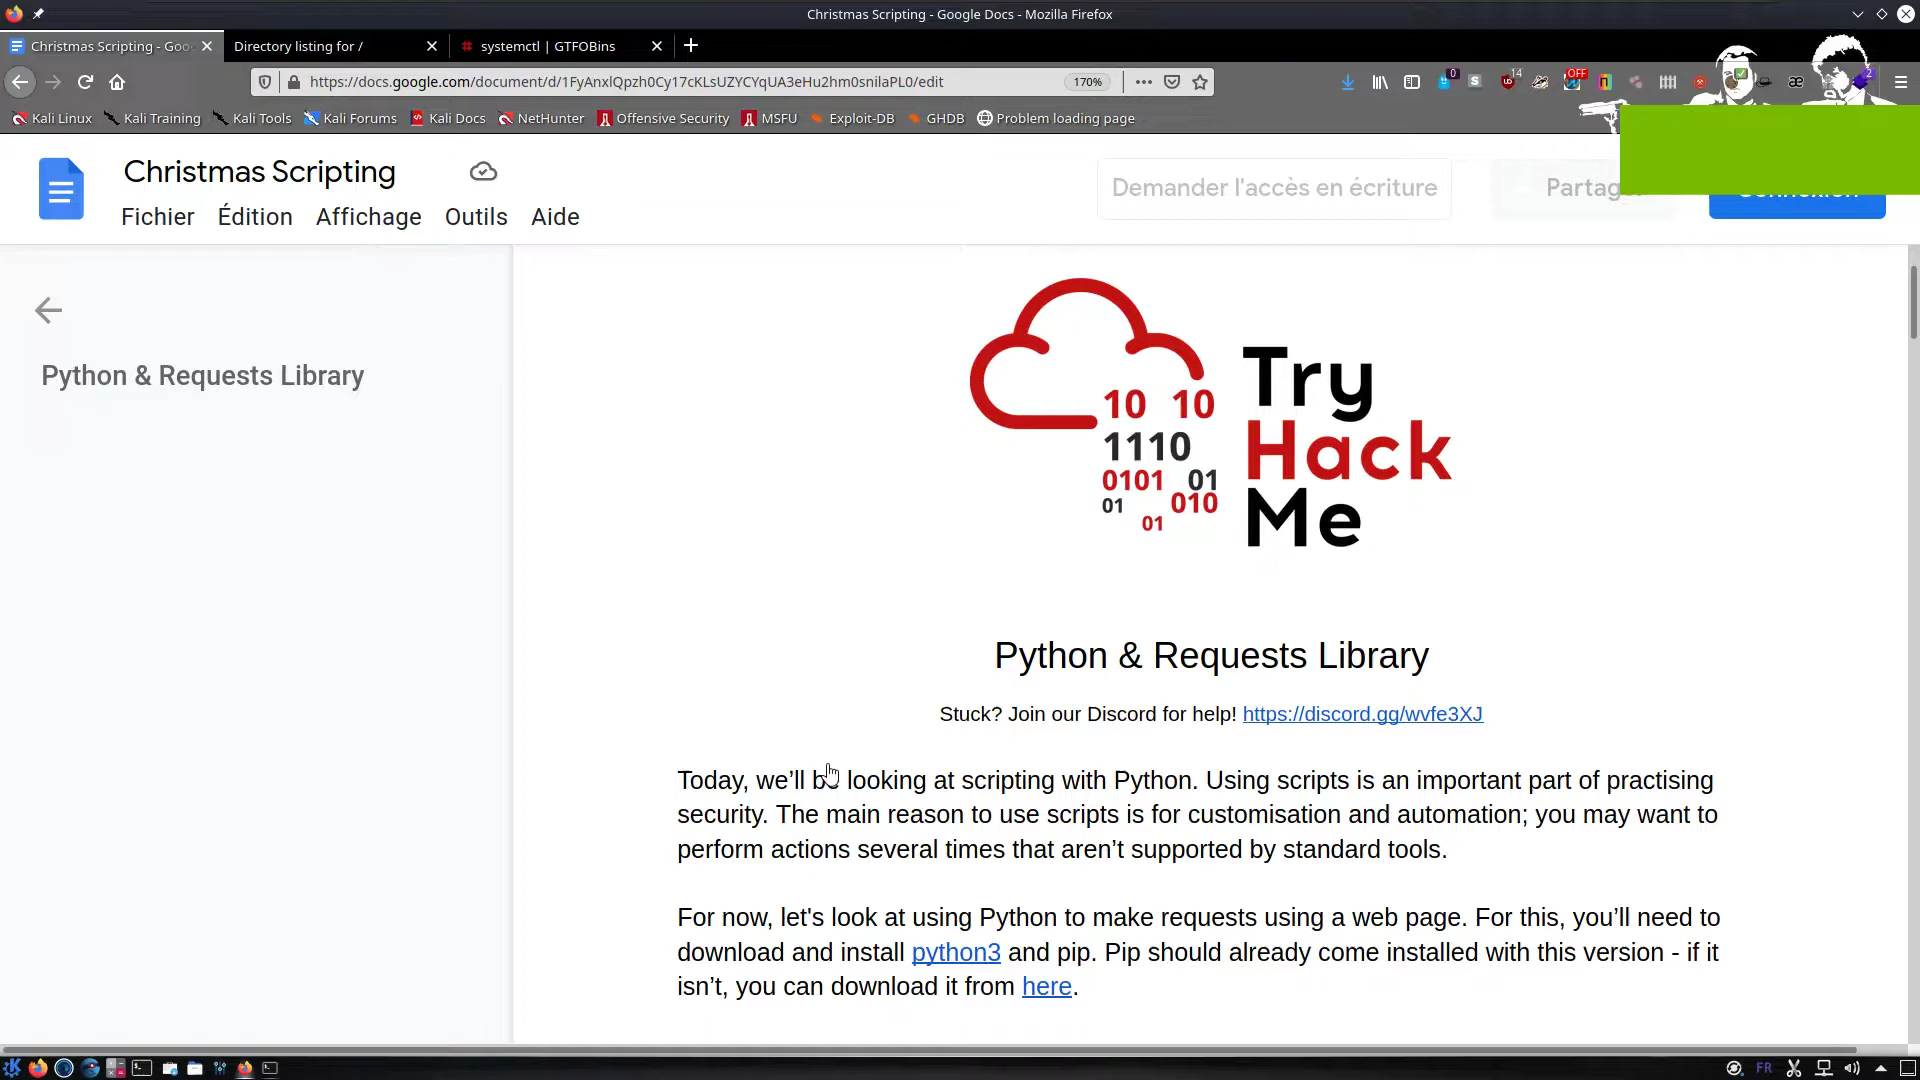 Christmas Scripting - Google Docs - Mozilla Firefox
Christmas Scripting - Goo
Directory listing for /
systemctl | GTFOBins
https://docs.google.com/document/d/1FyAnxlQpzh0Cy17cKLsUZYCYqUA3eHu2hm0snilaPL0/edit
170%
0
14
OFF
2
Kali Linux
Kali Training
Kali Tools
Kali Forums
Kali Docs
NetHunter
Offensive Security
MSFU
Exploit-DB
GHDB
Problem loading page
Christmas Scripting
Demander l'accès en écriture
Partag
Connexion
Fichier
Édition
Affichage
Outils
Aide
Python & Requests Library
10 10
1110
0101 01
01 010
01
Try
Hack
Me
Python & Requests Library
Stuck? Join our Discord for help! https://discord.gg/wvfe3XJ
Today, we’ll be looking at scripting with Python. Using scripts is an important part of practising
security. The main reason to use scripts is for customisation and automation; you may want to
perform actions several times that aren’t supported by standard tools.
For now, let's look at using Python to make requests using a web page. For this, you’ll need to
download and install python3 and pip. Pip should already come installed with this version - if it
isn’t, you can download it from here.
FR